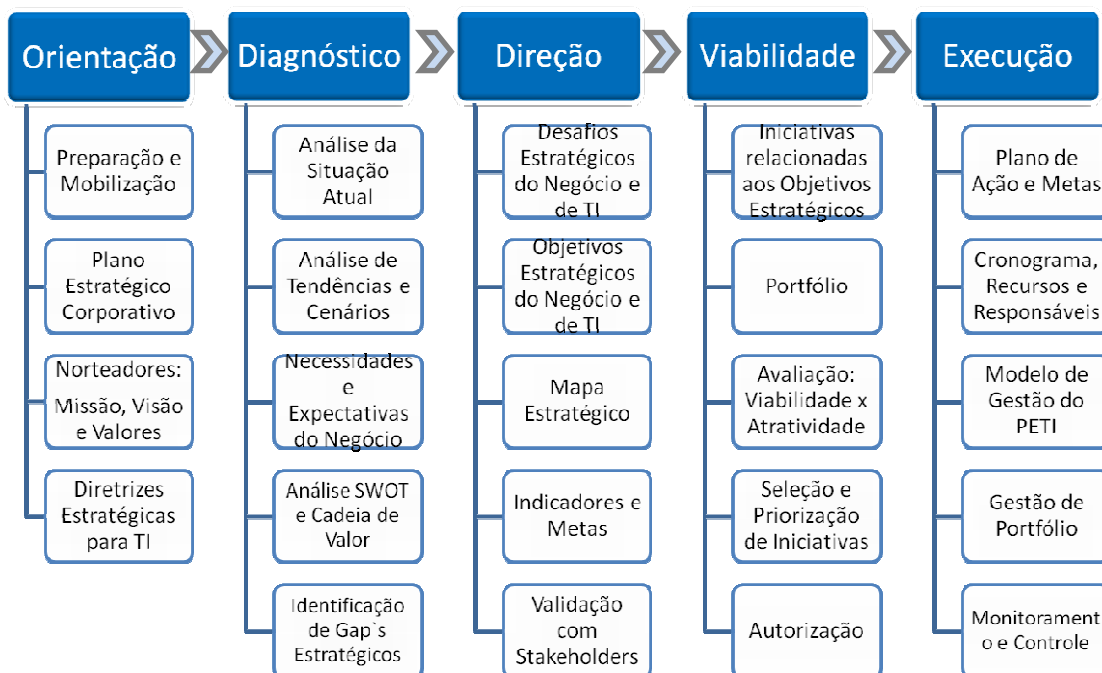 Orientação
Preparação e
Mobilização
Plano
Estratégico
Corporativo
Norteadores:
Missão, Visão
e Valores
Diretrizes
Estratégicas
para TI
Diagnóstico
Análise da
Situação
Atual
Análise de
Tendências e
Cenários
Necessidades
e
Expectativas
do Negócio
Análise SWOT
e Cadeia de
Valor
Identificação
de Gap`s
Estratégicos
Direção
Desafios
Estratégicos
do Negócio e
de TI
Objetivos
Estratégicos
do Negócio e
de TI
Mapa
Estratégico
Indicadores e
Metas
Validação
com
Stakeholders
Viabilidade
Iniciativas
relacionadas
aos Objetivos
Estratégicos
Portfólio
Avaliação:
Viabilidade x
Atratividade
Seleção e
Priorização
de Iniciativas
Autorização
Execução
Plano de
Ação e Metas
Cronograma,
Recursos e
Responsáveis
Modelo de
Gestão do
PETI
Gestão de
Portfólio
Monitorament
o e Controle